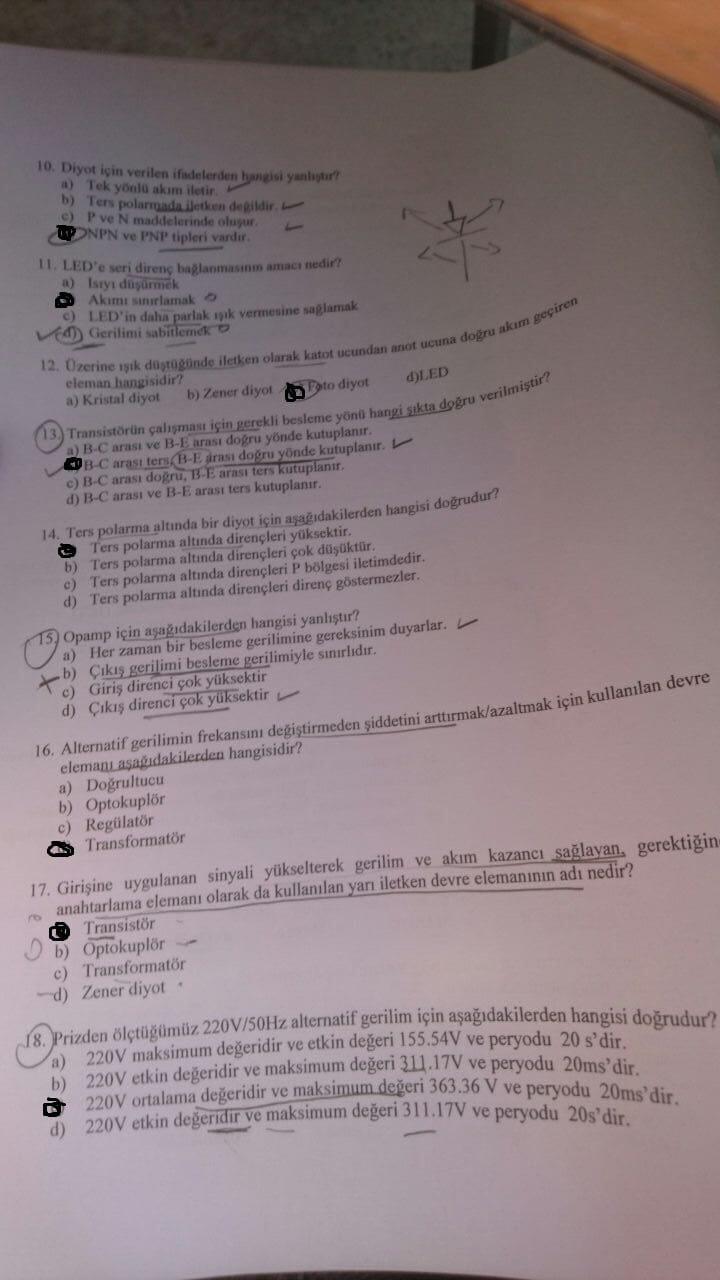 10. Diyot için verilen ifadelerden hangisi yanlıştır?
a) Tek yönlü akım iletir.
b) Ters polarmada iletken değildir.
c) P ve N maddelerinde oluşur.
NPN ve PNP tipleri vardır.
11. LED'e seri direnç bağlanmasının amacı nedir?
a) Isıyı düşürmek
Akımı sınırlamak
c) LED'in daha parlak ışık vermesine sağlamak
d) Gerilimi sabitlemek
12. Üzerine ışık düştüğünde iletken olarak katot ucundan anot ucuna doğru akım geçiren
eleman hangisidir?
a) Kristal diyot b) Zener diyot Foto diyot d)LED
13. Transistörün çalışması için gerekli besleme yönü hangi şıkta doğru verilmiştir?
a) B-C arası ve B-E arası doğru yönde kutuplanır.
B-C arası ters, B-E arası doğru yönde kutuplanır.
c) B-C arası doğru, B-E arası ters kutuplanır.
d) B-C arası ve B-E arası ters kutuplanır.
14. Ters polarma altında bir diyot için aşağıdakilerden hangisi doğrudur?
Ters polarma altında dirençleri yüksektir.
b) Ters polarma altında dirençleri çok düşüktür.
c) Ters polarma altında dirençleri P bölgesi iletimdedir.
d) Ters polarma altında dirençleri direnç göstermezler.
15. Opamp için aşağıdakilerden hangisi yanlıştır?
a) Her zaman bir besleme gerilimine gereksinim duyarlar.
b) Çıkış gerilimi besleme gerilimiyle sınırlıdır.
c) Giriş direnci çok yüksektir
d) Çıkış direnci çok yüksektir
16. Alternatif gerilimin frekansını değiştirmeden şiddetini arttırmak/azaltmak için kullanılan devre
elemanı aşağıdakilerden hangisidir?
a) Doğrultucu
b) Optokuplör
c) Regülatör
Transformatör
17. Girişine uygulanan sinyali yükselterek gerilim ve akım kazancı sağlayan, gerektiğin
anahtarlama elemanı olarak da kullanılan yarı iletken devre elemanının adı nedir?
Transistör
b) Optokuplör
c) Transformatör
d) Zener diyot
18. Prizden ölçtüğümüz 220V/50Hz alternatif gerilim için aşağıdakilerden hangisi doğrudur?
a) 220V maksimum değeridir ve etkin değeri 155.54V ve peryodu 20 s'dir.
b) 220V etkin değeridir ve maksimum değeri 311.17V ve peryodu 20ms'dir.
220V ortalama değeridir ve maksimum değeri 363.36 V ve peryodu 20ms'dir.
d) 220V etkin değeridir ve maksimum değeri 311.17V ve peryodu 20s'dir.